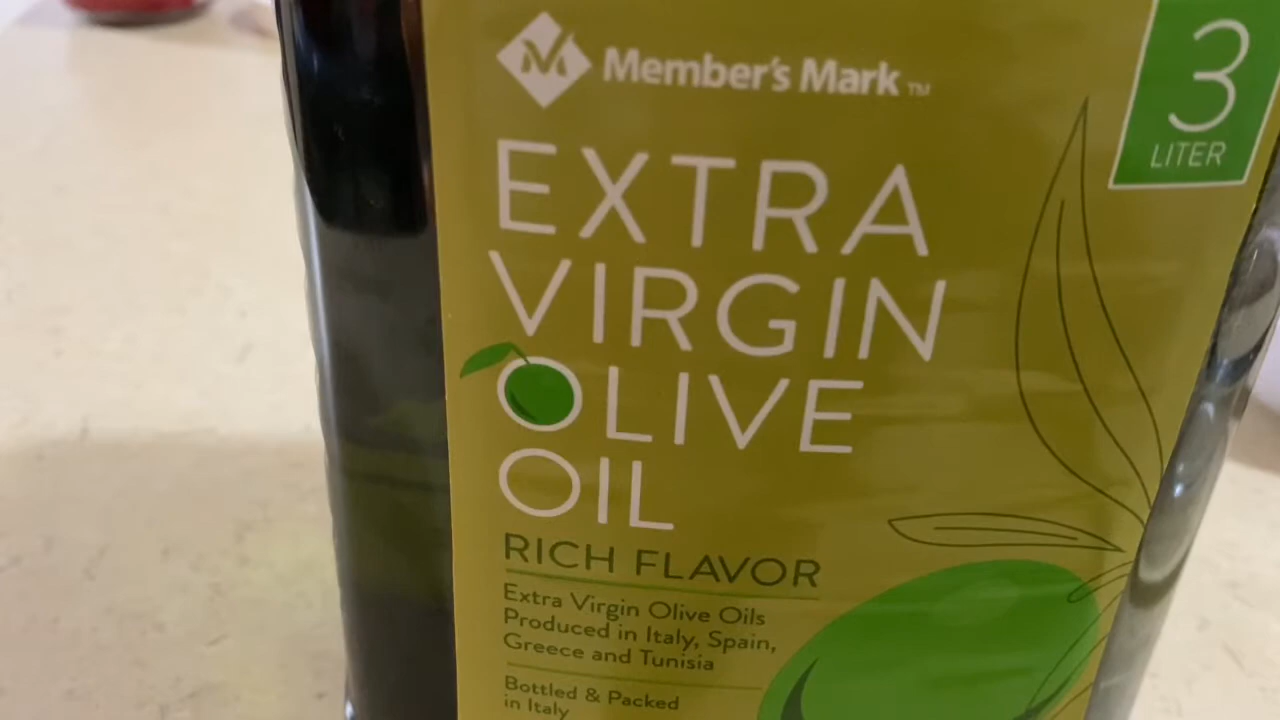 Member's Mark™
3
LITER
EXTRA
VIRGIN
OLIVE
OIL
RICH FLAVOR
Extra Virgin Olive Oils
Produced in Italy, Spain,
Greece and Tunisia
Bottled & Packed
in Italy